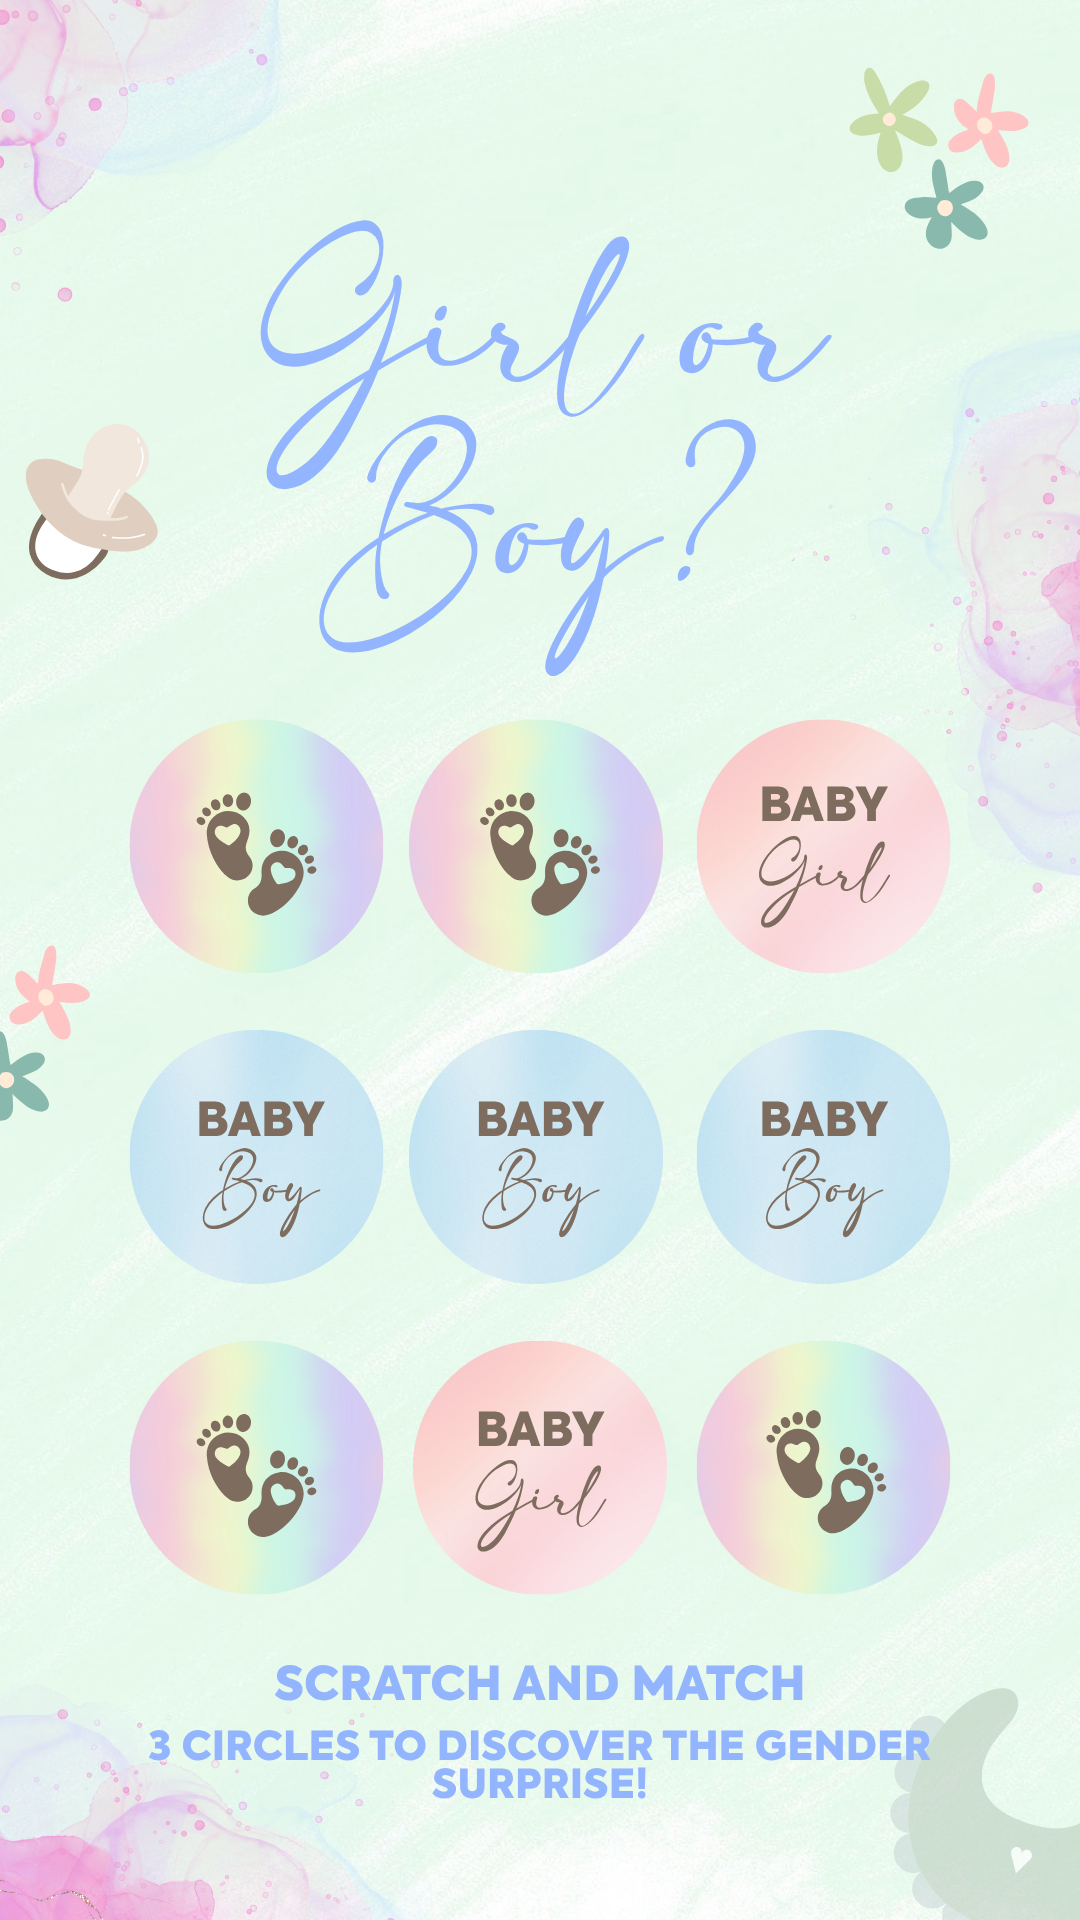 Girl or
Boy?
BABY
Girl
BABY BABY BABY
Boy Boy Boy
BABY
Girl
SCRATCH AND MATCH
3 CIRCLES TO DISCOVER THE GENDER
SURPRISE!